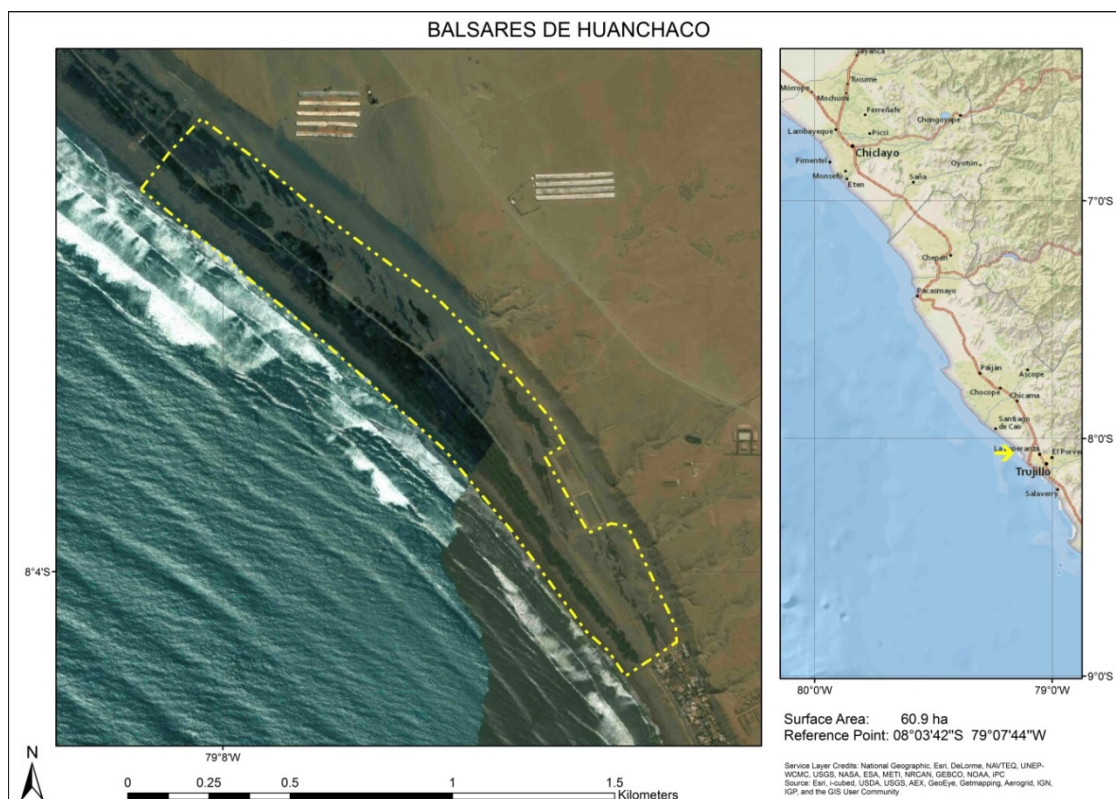 BALSARES DE HUANCHACO
8°4'S
79°8'W
N
0 0.25 0.5 1 1.5
Kilometers
Tucume
Morrope
Mochumi
Ferreñafe
Chongoyape
Lambayeque
Picsi
Chiclayo
Pimentel
Oyotún
Monsefú
Saña
Eten
7°0'S
Chepén
Pacasmayo
Paiján
Ascope
Chocope
Chicama
Santiago
de Cao
8°0'S
El Porve
Trujillo
Salaverry
9°0'S
80°0'W 79°0'W
Surface Area: 60.9 ha
Reference Point: 08°03'42"S 79°07'44"W
Service Layer Credits: National Geographic, Esri, DeLorme, NAVTEQ, UNEP-
WCMC, USGS, NASA, ESA, METI, NRCAN, GEBCO, NOAA, iPC
Source: Esri, i-cubed, USDA, USGS, AEX, GeoEye, Getmapping, Aerogrid, IGN,
IGP, and the GIS User Community